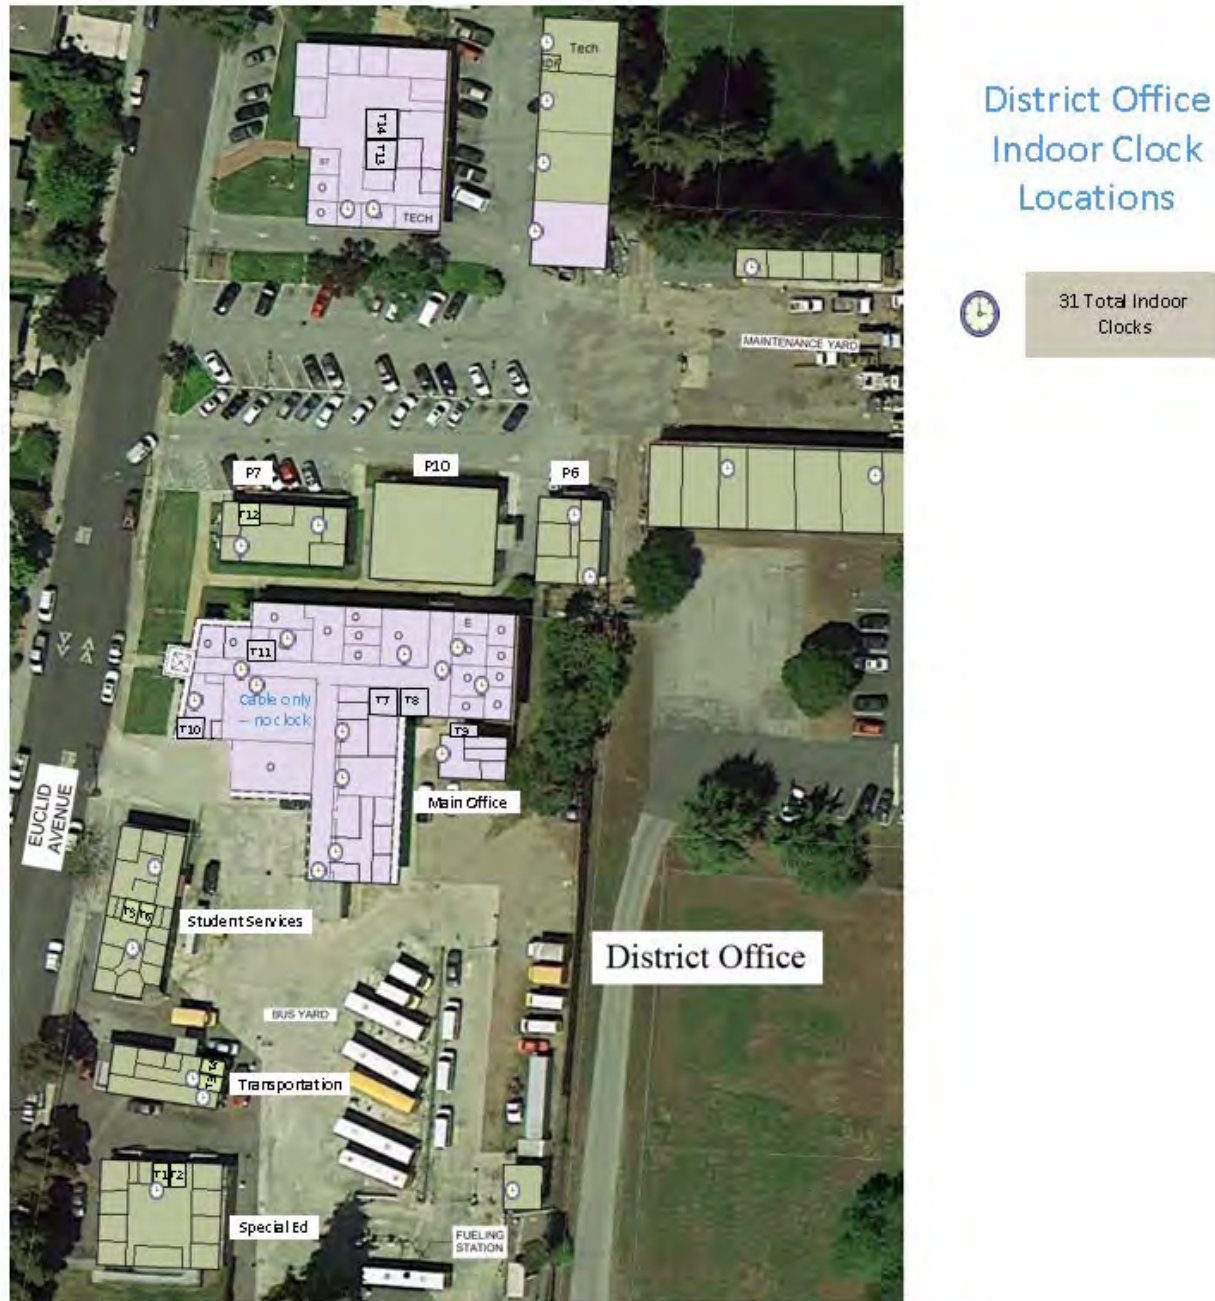 District Office
Indoor Clock
Locations
31 Total Indoor
Clocks
Tech
T14
T13
TECH
MAINTENANCE YARD
P7
P10
P6
T12
E
T11
Cable only
– no clock
T7
T8
T10
T9
Main Office
EUCLID
AVENUE
Student Services
T5
T6
District Office
BUS YARD
Transportation
T1
T2
Special Ed
FUELING
STATION